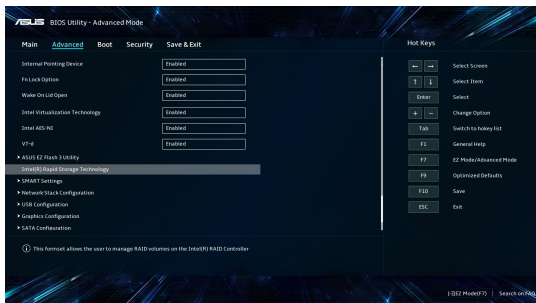 ASUS BIOS Utility - Advanced Mode
Main Advanced Boot Security Save & Exit
Hot Keys
Internal Pointing Device Enabled
Fn Lock Option Enabled
Wake On Lid Open Enabled
Intel Virtualization Technology Enabled
Intel AES-NI Enabled
VT-d Enabled
ASUS EZ Flash 3 Utility
Intel(R) Rapid Storage Technology
SMART Settings
Network Stack Configuration
USB Configuration
Graphics Configuration
SATA Configuration
This formset allows the user to manage RAID volumes on the Intel(R) RAID Controller
← → Select Screen
↑ ↓ Select Item
Enter Select
+ − Change Option
Tab Switch to hokey list
F1 General Help
F7 EZ Mode/Advanced Mode
F9 Optimized Defaults
F10 Save
ESC Exit
EZ Mode(F7) | Search on FAQ